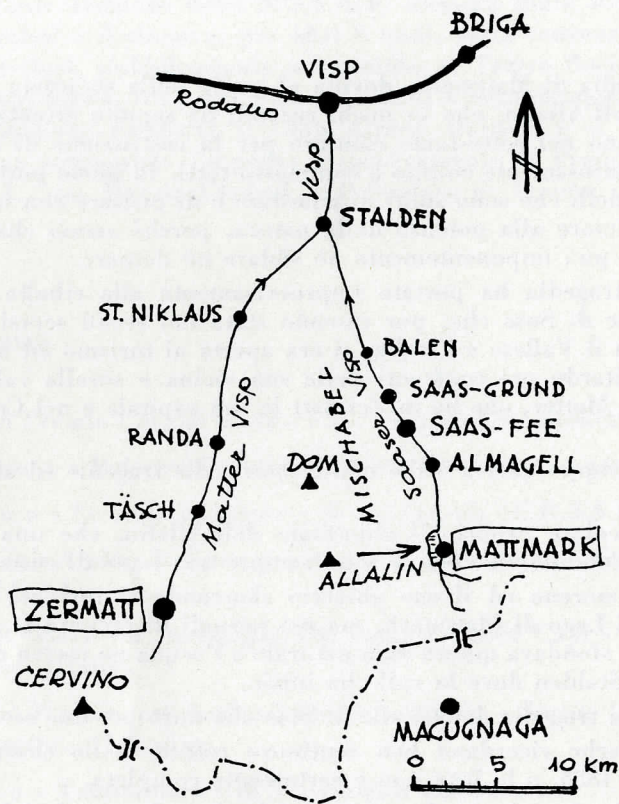 BRIGA
VISP
Rodano
Visp
N
STALDEN
ST. NIKLAUS
BALEN
MISCHABEL
Saaser Visp
SAAS-GRUND
SAAS-FEE
RANDA
Matter Visp
DOM
ALMAGELL
TÄSCH
MATTMARK
ALLALIN
ZERMATT
CERVINO
MACUGNAGA
0 5 10 km